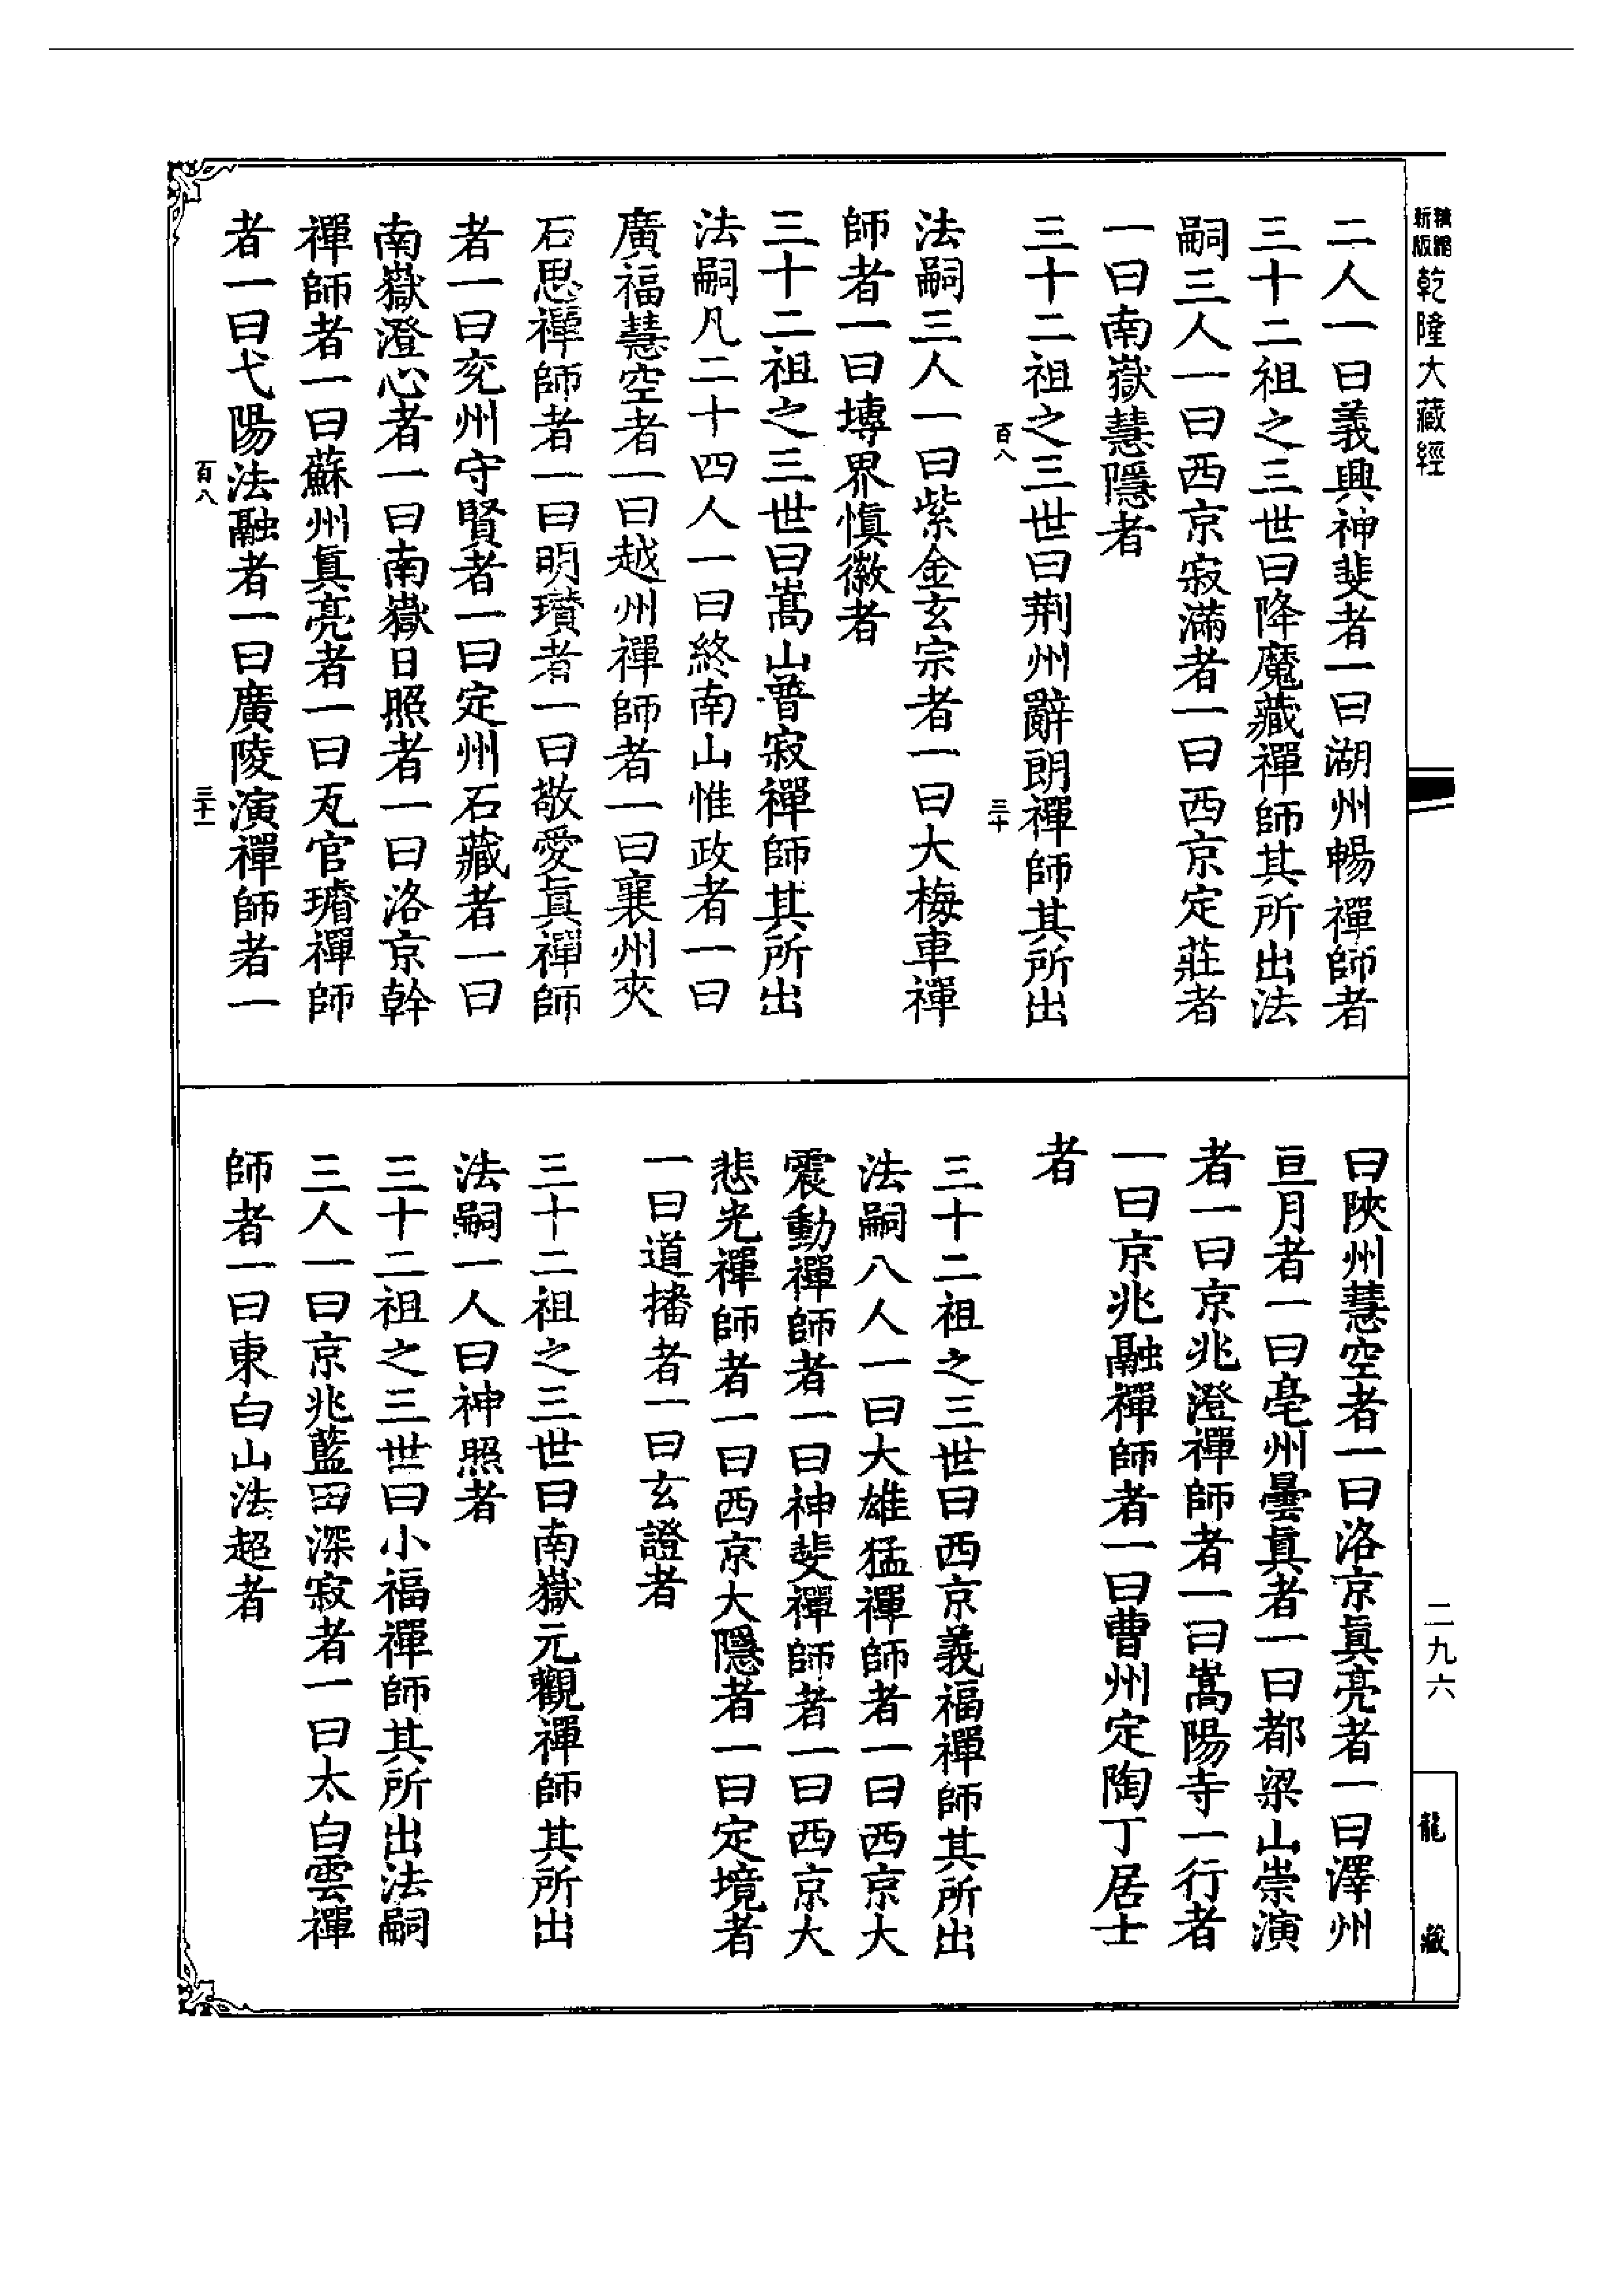 精縮新版乾隆大藏經
二人一曰義興神斐者一曰湖州暢禪師者
三十二祖之三世曰降魔藏禪師其所出法
嗣三人一曰西京寂滿者一曰西京定莊者
一曰南嶽慧隱者
三十二祖之三世曰荆州辭朗禪師其所出
百八
三十
法嗣三人一曰紫金玄宗者一曰大梅車禪
師者一曰塼界慎徽者
三十二祖之三世曰嵩山普寂禪師其所出
法嗣凡二十四人一曰終南山惟政者一曰
廣福慧空者一曰越州禪師者一曰襄州夾
石思禪師者一曰明瓚者一曰敬愛眞禪師
者一曰兖州守賢者一曰定州石藏者一曰
南嶽澄心者一曰南嶽日照者一曰洛京幹
禪師者一曰蘇州眞亮者一曰瓦官璿禪師
者一曰弋陽法融者一曰廣陵演禪師者一
百八
三十一
曰陝州慧空者一曰洛京眞亮者一曰澤州
亘月者一曰亳州曇眞者一曰都梁山崇演
者一曰京兆澄禪師者一曰嵩陽寺一行者
一曰京兆融禪師者一曰曹州定陶丁居士
者
三十二祖之三世曰西京義福禪師其所出
法嗣八人一曰大雄猛禪師者一曰西京大
震動禪師者一曰神斐禪師者一曰西京大
悲光禪師者一曰西京大隱者一曰定境者
一曰道播者一曰玄證者
三十二祖之三世曰南嶽元觀禪師其所出
法嗣一人曰神照者
三十二祖之三世曰小福禪師其所出法嗣
三人一曰京兆藍田深寂者一曰太白雲禪
師者一曰東白山法超者
二九六
龍藏